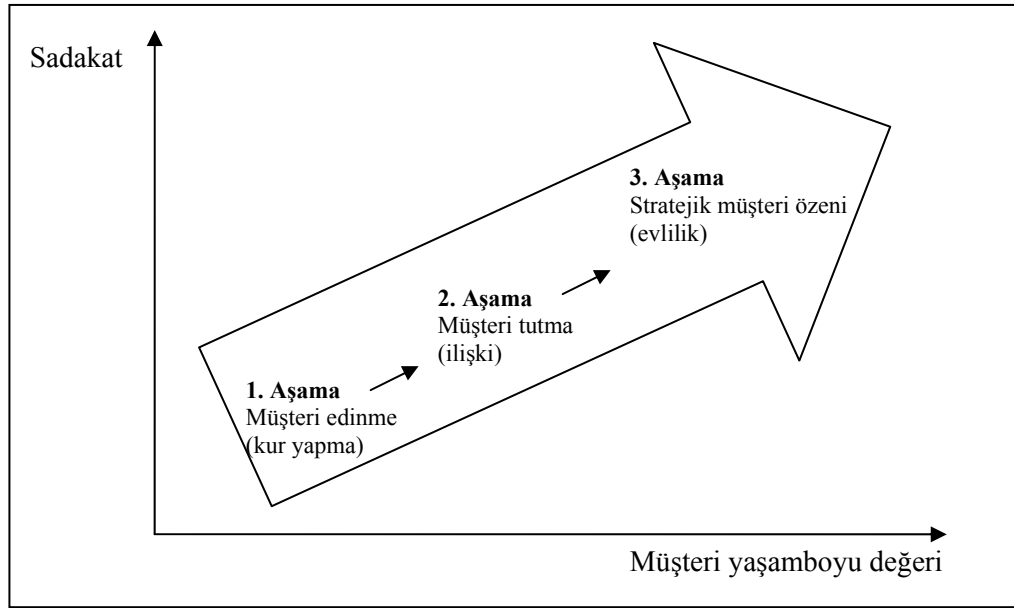 Sadakat
3. Aşama
Stratejik müşteri özeni
(evlilik)
2. Aşama
Müşteri tutma
(ilişki)
1. Aşama
Müşteri edinme
(kur yapma)
Müşteri yaşamboyu değeri